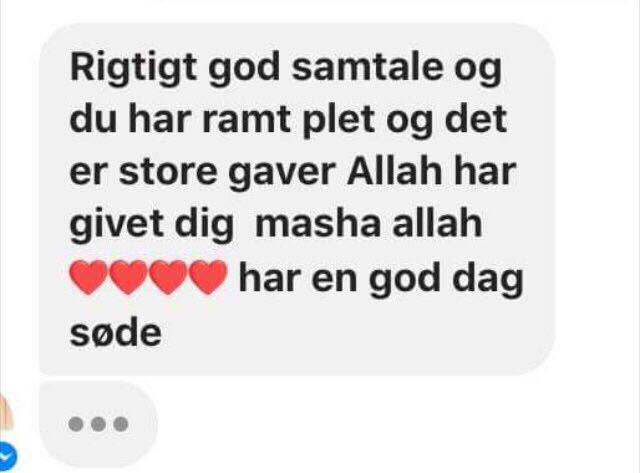 Rigtigt god samtale og
du har ramt plet og det
er store gaver Allah har
givet dig  masha allah
❤️❤️❤️❤️ har en god dag
søde